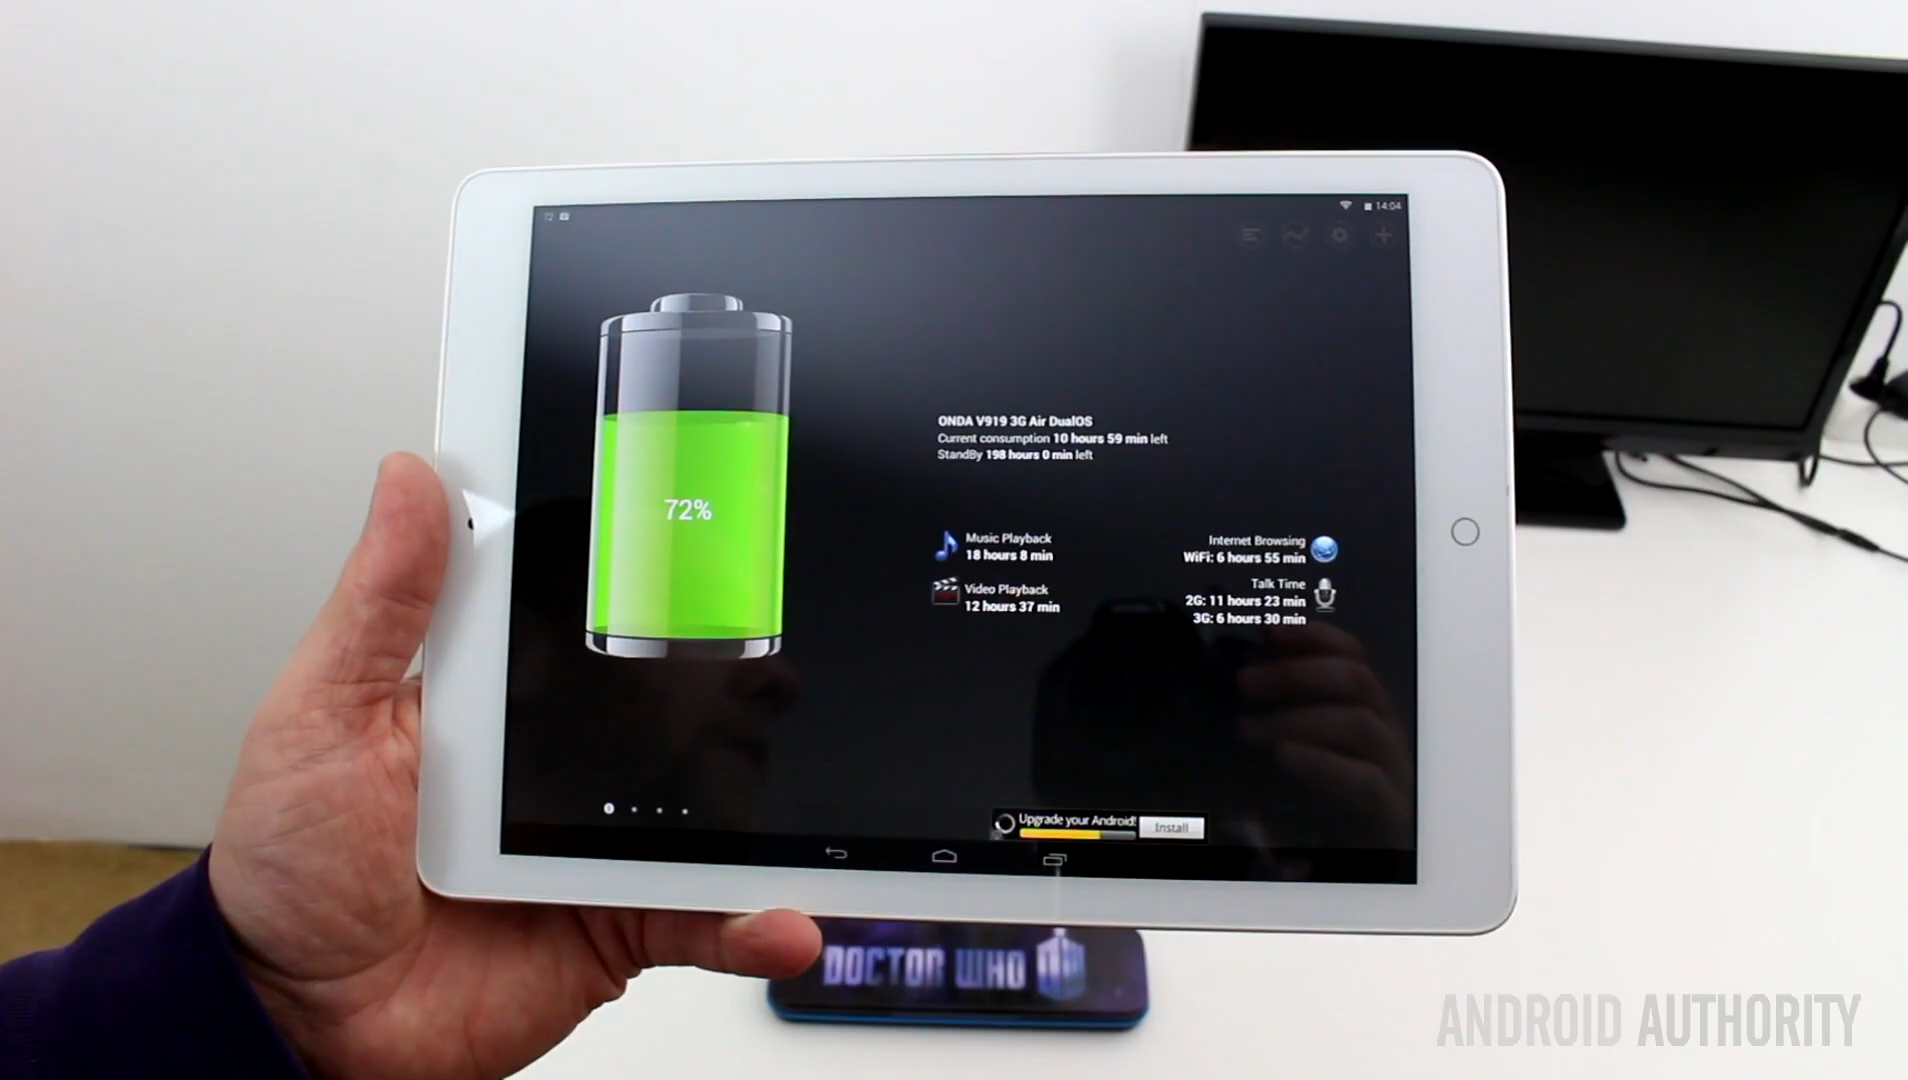 72
14:04
72%
ONDA V919 3G Air DualOS
Current consumption 10 hours 59 min left
StandBy 198 hours 0 min left
Music Playback
18 hours 8 min
Video Playback
12 hours 37 min
Internet Browsing
WiFi: 6 hours 55 min
Talk Time
2G: 11 hours 23 min
3G: 6 hours 30 min
Upgrade your Android!
Install
DOCTOR WHO
ANDROID AUTHORITY